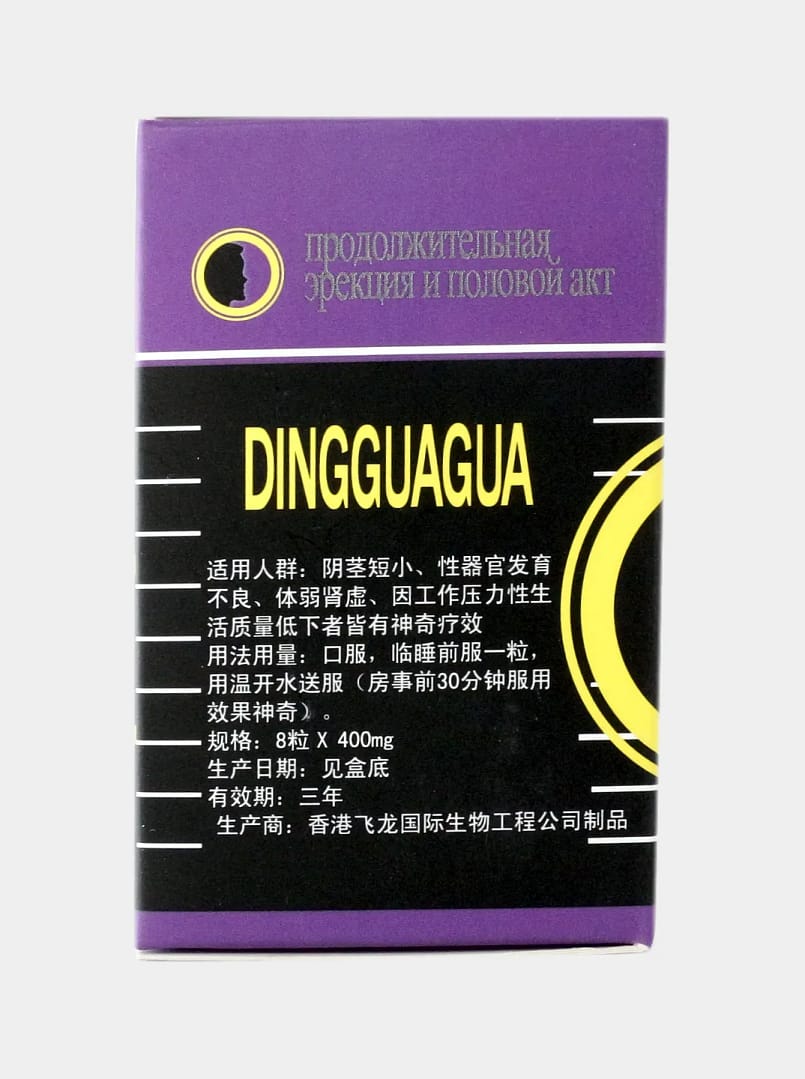 продолжительная
эрекция и половой акт
DINGGUAGUA
适用人群：阴茎短小、性器官发育
不良、体弱肾虚、因工作压力性生
活质量低下者皆有神奇疗效
用法用量：口服，临睡前服一粒，
用温开水送服（房事前30分钟服用
效果神奇）。
规格：8粒 X 400mg
生产日期：见盒底
有效期：三年
生产商：香港飞龙国际生物工程公司制品